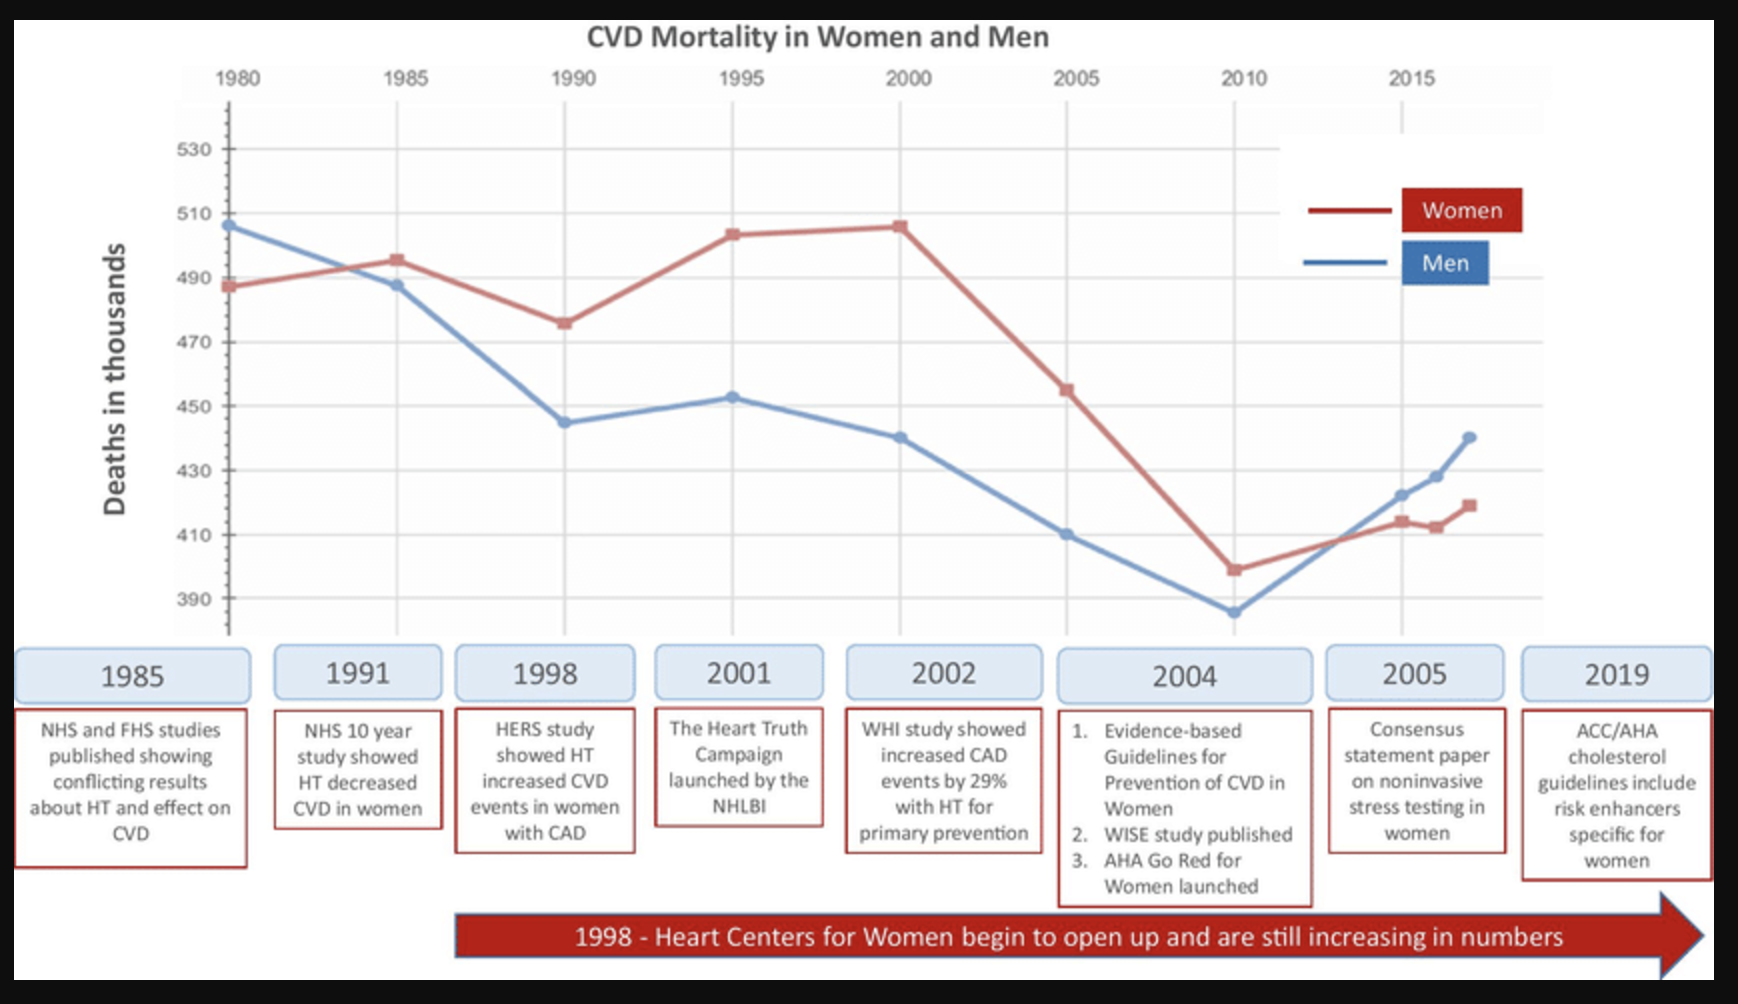 CVD Mortality in Women and Men
1980 1985 1990 1995 2000 2005 2010 2015
Deaths in thousands
530
510
490
470
450
430
410
390
Women
Men
1985
NHS and FHS studies
published showing
conflicting results
about HT and effect on
CVD
1991
NHS 10 year
study showed
HT decreased
CVD in women
1998
HERS study
showed HT
increased CVD
events in women
with CAD
2001
The Heart Truth
Campaign
launched by the
NHLBI
2002
WHI study showed
increased CAD
events by 29%
with HT for
primary prevention
2004
1. Evidence-based
Guidelines for
Prevention of CVD in
Women
2. WISE study published
3. AHA Go Red for
Women launched
2005
Consensus
statement paper
on noninvasive
stress testing in
women
2019
ACC/AHA
cholesterol
guidelines include
risk enhancers
specific for
women
1998 - Heart Centers for Women begin to open up and are still increasing in numbers